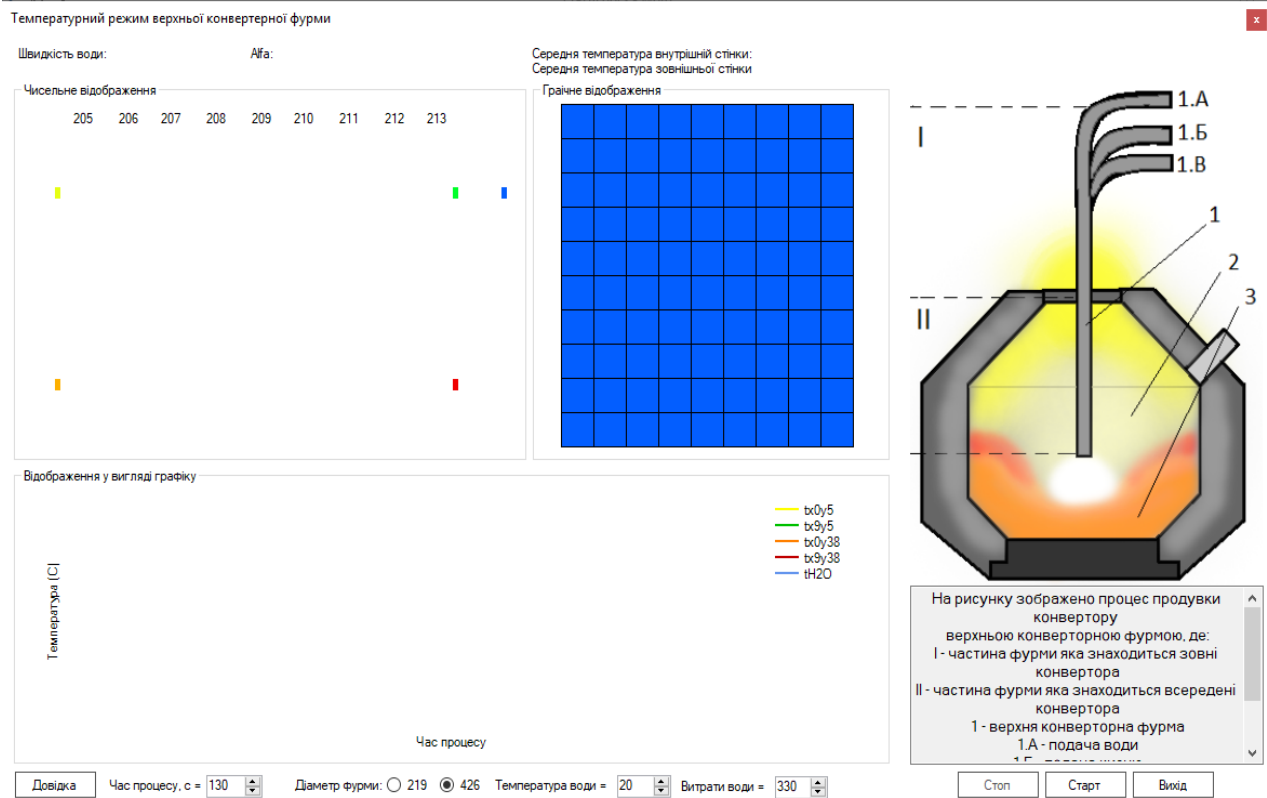 Температурний режим верхньої конвертерної фурми
x
Швидкість води:
Alfa:
Середня температура внутрішній стінки:
Середня температура зовнішньої стінки
Чисельне відображення
205 206 207 208 209 210 211 212 213
Граічне відображення
I
1.А
1.Б
1.В
1
2
3
II
Відображення у вигляді графіку
tx0y5
tx9y5
tx0y38
tx9y38
tH2O
Температура (С)
Час процесу
На рисунку зображено процес продувки
конвертору
верхньою конверторною фурмою, де:
I - частина фурми яка знаходиться зовні
конвертора
II - частина фурми яка знаходиться всередені
конвертора
1 - верхня конверторна фурма
1.А - подача води
Довідка
Час процесу, с = 130
Діаметр фурми: 219 426
Температура води = 20
Витрати води = 330
Стоп
Старт
Вихід